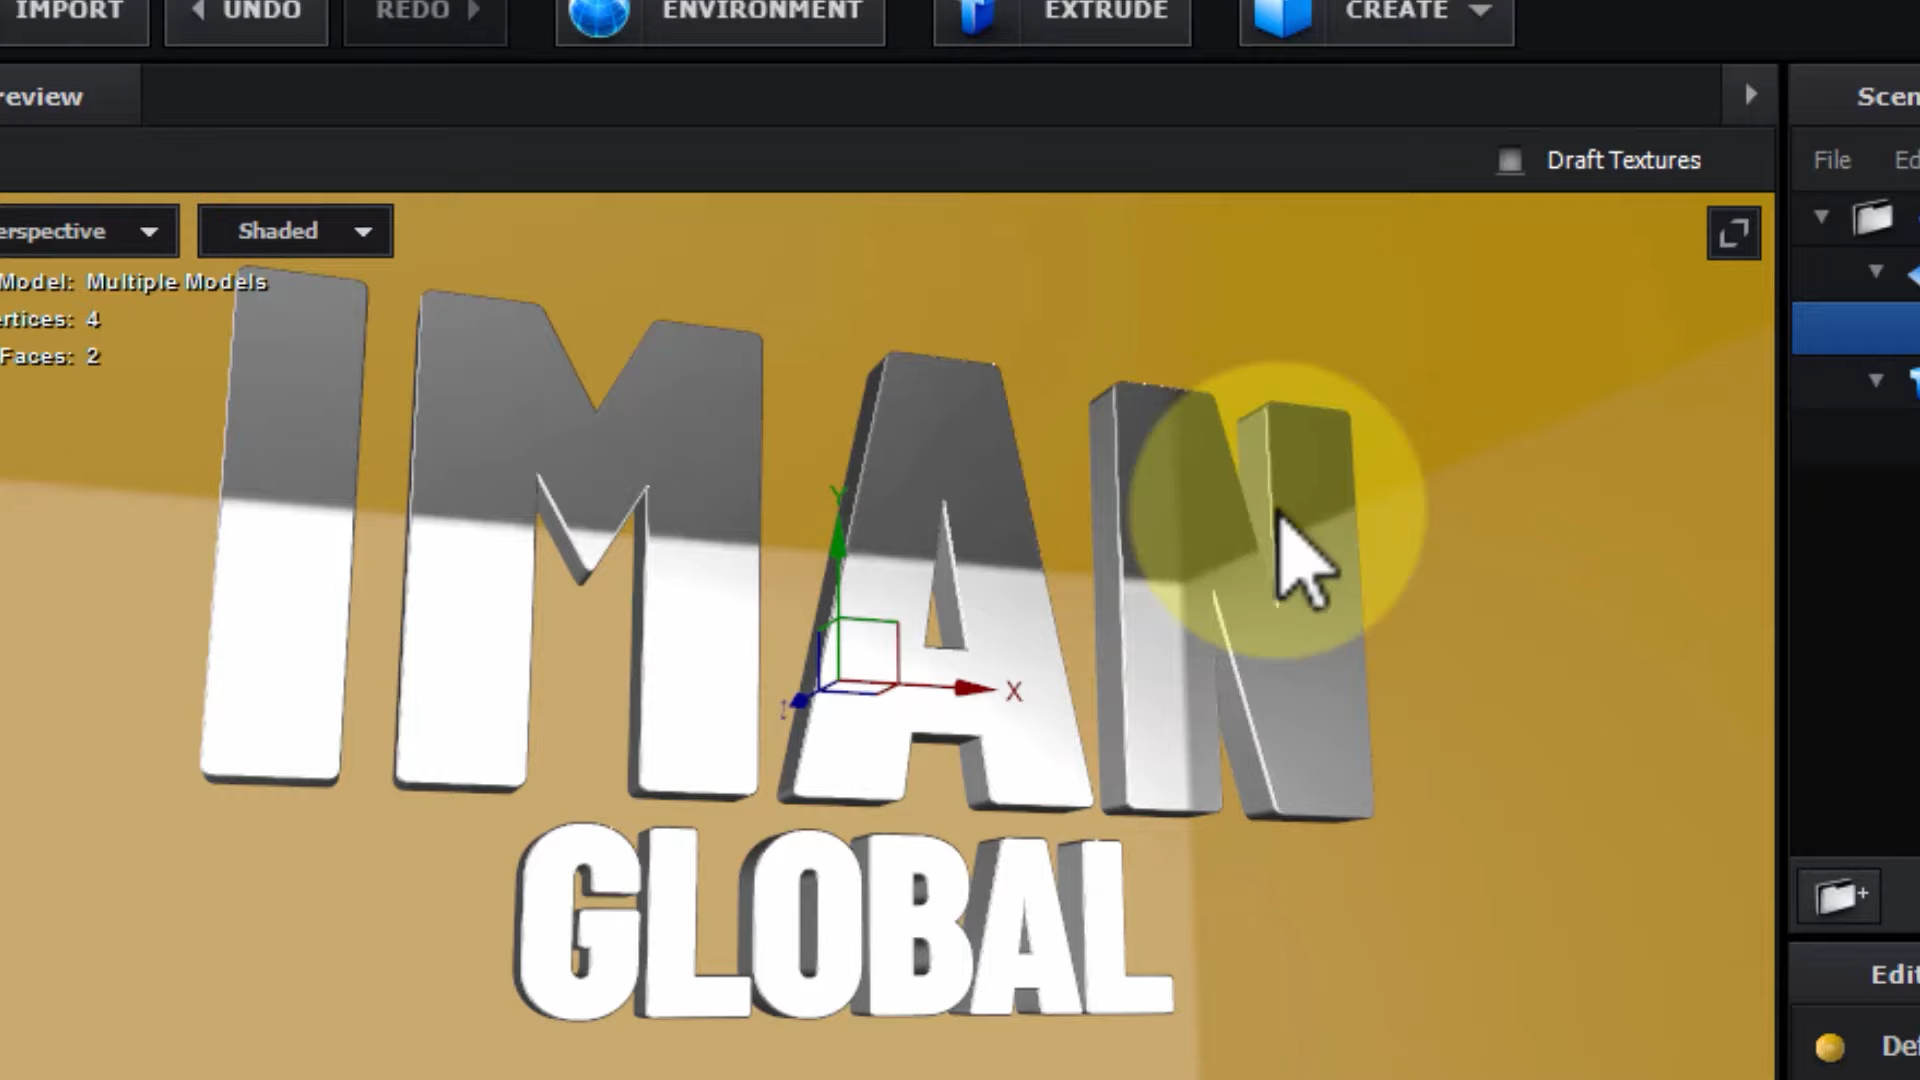 IMPORT UNDO REDO ENVIRONMENT EXTRUDE CREATE
review Scen
Draft Textures File Ed
erspective Shaded
Model: Multiple Models
ertices: 4
Faces: 2
IMAN
Y
X
GLOBAL
Edit
Def